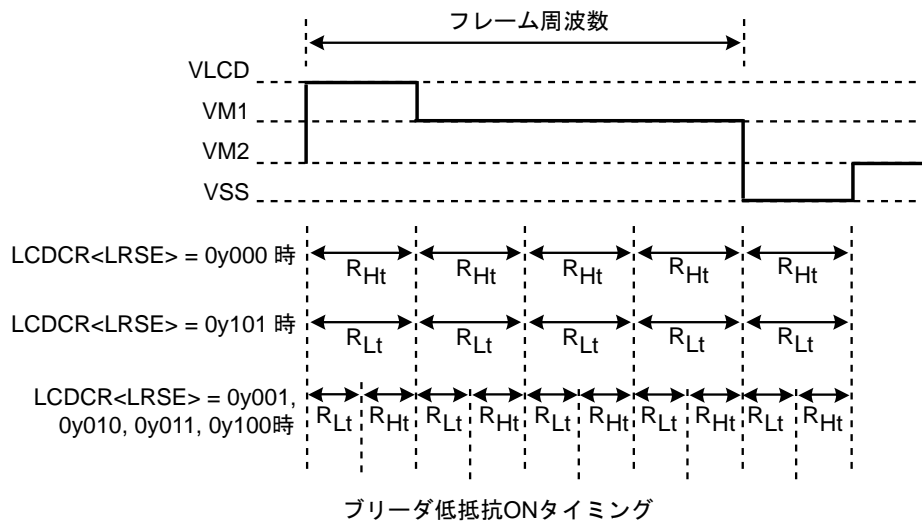 フレーム周波数
VLCD
VM1
VM2
VSS
LCDCR<LRSE> = 0y000 時
RHt RHt RHt RHt RHt
LCDCR<LRSE> = 0y101 時
RLt RLt RLt RLt RLt
LCDCR<LRSE> = 0y001,
0y010, 0y011, 0y100時
RLt RHt RLt RHt RLt RHt RLt RHt RLt RHt
ブリーダ低抵抗ONタイミング